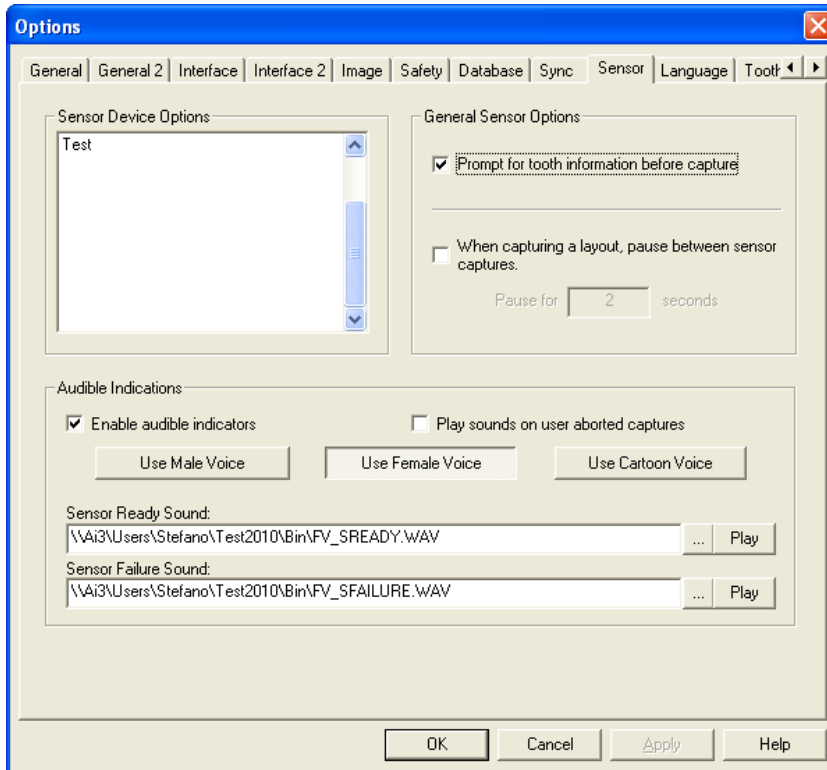 Options
General General 2 Interface Interface 2 Image Safety Database Sync Sensor Language
Sensor Device Options
Test
General Sensor Options
Prompt for tooth information before capture
When capturing a layout, pause between sensor
captures.
Pause for 2 seconds
Audible Indications
Enable audible indicators Play sounds on user aborted captures
Use Male Voice Use Female Voice Use Cartoon Voice
Sensor Ready Sound:
\\Ai3\Users\Stefano\Test2010\Bin\FV_SREADY.WAV ... Play
Sensor Failure Sound:
\\Ai3\Users\Stefano\Test2010\Bin\FV_SFAILURE.WAV ... Play
OK Cancel Apply Help